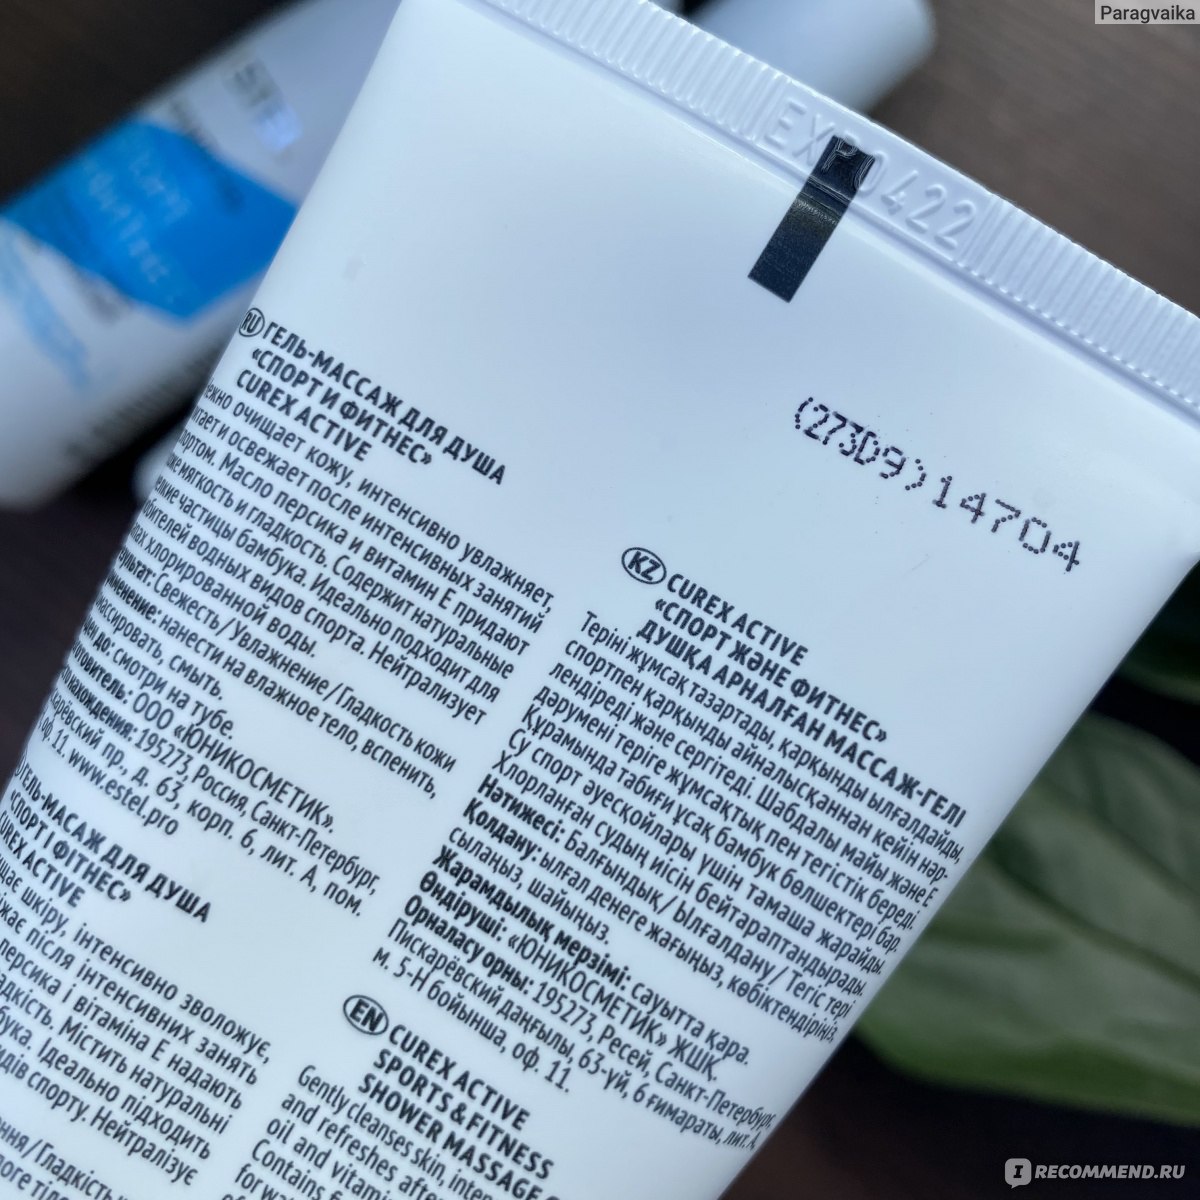 Paragvaika
EXP 0422
(273D9)14704
RU ГЕЛЬ-МАССАЖ ДЛЯ ДУША
«СПОРТ И ФИТНЕС»
CUREX ACTIVE
очищает кожу, интенсивно увлажняет,
и освежает после интенсивных занятий
Масло персика и витамин Е придают
мягкость и гладкость. Содержит натуральные
частицы бамбука. Идеально подходит для
водных видов спорта. Нейтрализует
хлорированной воды.
Свежесть/Увлажнение/Гладкость кожи
нанести на влажное тело, вспенить,
смыть.
до: смотри на тубе.
ООО «ЮНИКОСМЕТИК».
195273, Россия, Санкт-Петербург,
пр., д. 63, корп. 6, лит. А, пом.
оф. 11. www.estel.pro
ГЕЛЬ-МАСАЖ ДЛЯ ДУША
«СПОРТ І ФІТНЕС»
CUREX ACTIVE
шкіру, інтенсивно зволожує,
після інтенсивних занять
персика і вітаміна Е надають
Містить натуральні
Ідеально підходить
спорту. Нейтралізує
KZ CUREX ACTIVE
«СПОРТ ЖӘНЕ ФИТНЕС»
ДУШҚА АРНАЛҒАН МАССАЖ-ГЕЛІ
Теріні жұмсақ тазартады, қарқынды ылғалдайды,
спортпен қарқынды айналысқаннан кейін нәр-
лендіреді және сергітеді. Шабдалы майы және Е
дәрумені теріге жұмсақтық пен тегістік береді.
Құрамында табиғи ұсақ бамбук бөлшектері бар.
Су спорт әуесқойлары үшін тамаша жарайды.
Хлорланған судың иісін бейтараптандырады.
Нәтижесі: Балғындық/Ылғалдану/Тегіс тері
Қолдану: ылғал денеге жағыңыз, көбіктендіріңіз,
сыланыз, шайыңыз.
Жарамдылық мерзімі: сауытта қара.
Өндіруші: «ЮНИКОСМЕТИК» ЖШҚ.
Орналасу орны: 195273, Ресей, Санкт-Петербург,
Пискарёвский даңғылы, 63-үй, 6 ғимараты, лит. А,
м. 5-Н бойынша, оф. 11.
EN CUREX ACTIVE
SPORTS & FITNESS
SHOWER MASSAGE
Gently cleanses skin,
and refreshes
oil and
Contains
I RECOMMEND.RU